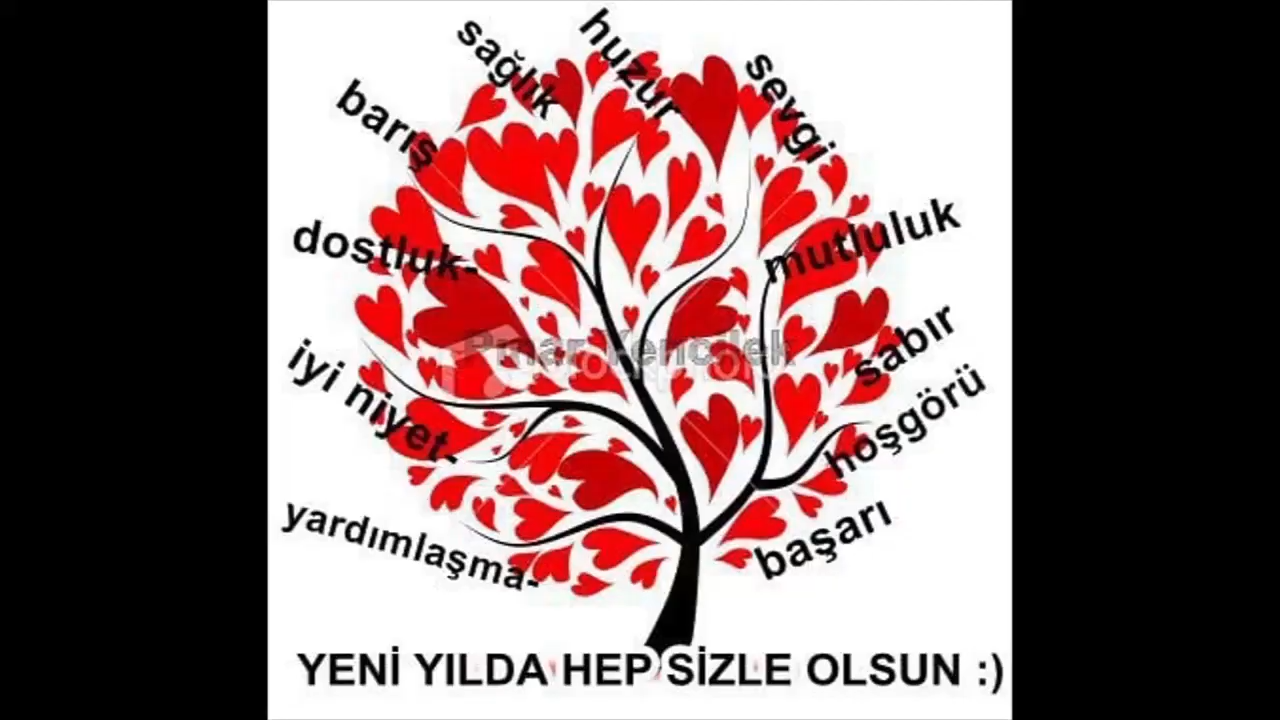 huzur
sağlık
sevgi
barış
mutluluk
dostluk-
sabır
iyi niyet-
hoşgörü
yardımlaşma-
başarı
YENİ YILDA HEP SİZLE OLSUN :)